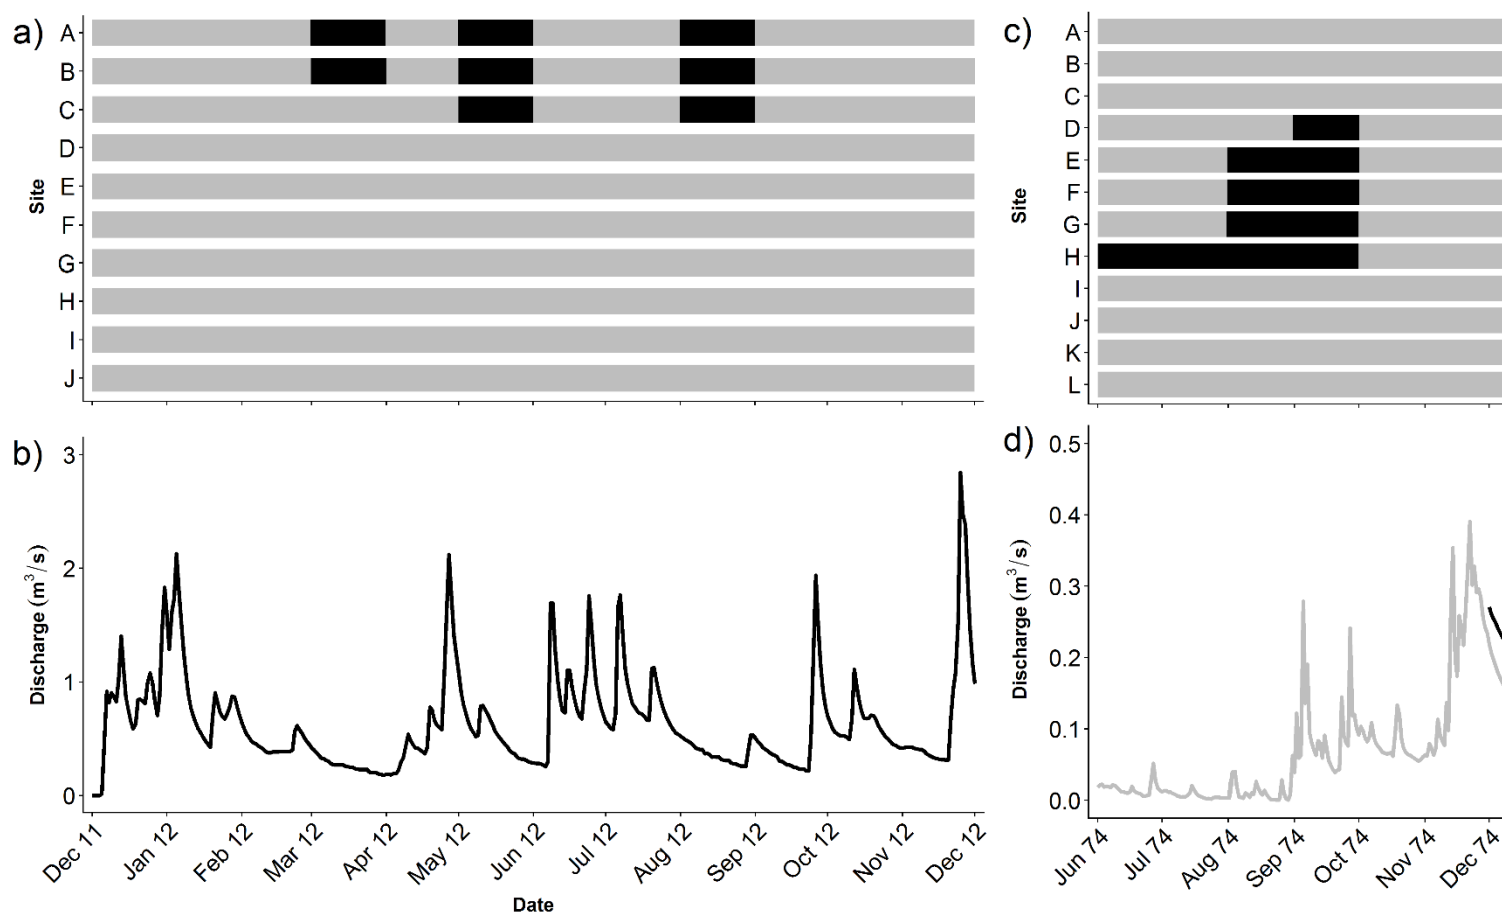 a)
A
B
C
D
E
F
G
H
I
J
Site
b)
3
2
1
0
Discharge (m³/s)
Dec 11
Jan 12
Feb 12
Mar 12
Apr 12
May 12
Jun 12
Jul 12
Aug 12
Sep 12
Oct 12
Nov 12
Dec 12
Date
c)
A
B
C
D
E
F
G
H
I
J
K
L
Site
d)
0.5
0.4
0.3
0.2
0.1
0.0
Discharge (m³/s)
Jun 74
Jul 74
Aug 74
Sep 74
Oct 74
Nov 74
Dec 74